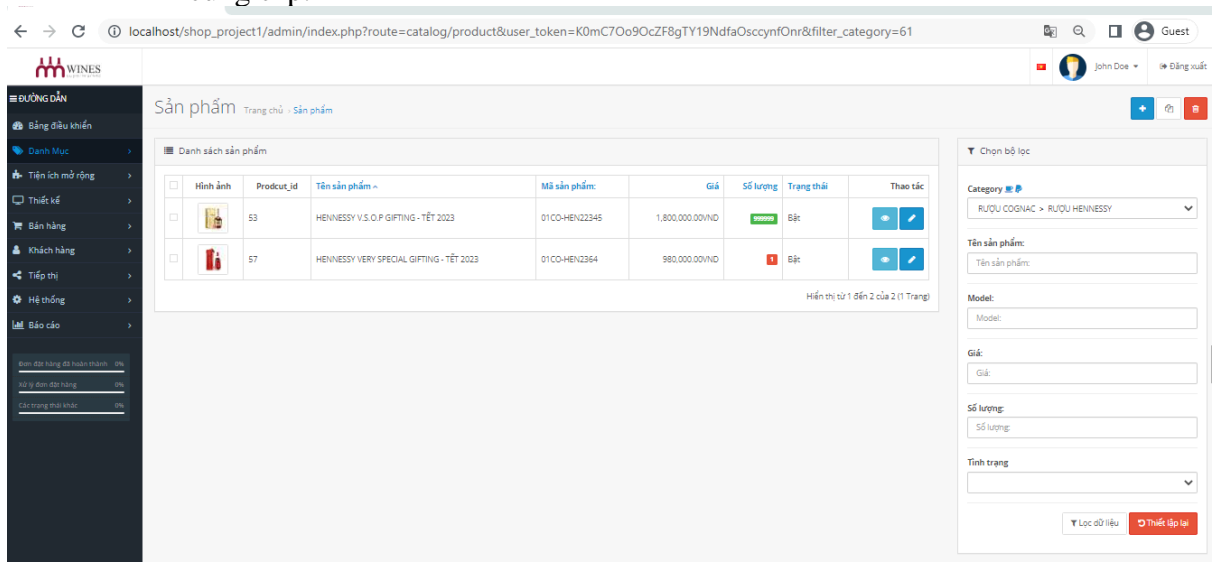 localhost/shop_project1/admin/index.php?route=catalog/product&user_token=K0mC7Oo9OcZF8gTY19NdfaOsccynfOnr&filter_category=61
Guest
WINES
John Doe
Đăng xuất
ĐƯỜNG DẪN
Sản phẩm Trang chủ › Sản phẩm
Bảng điều khiển
Danh Mục
Tiện ích mở rộng
Thiết kế
Bán hàng
Khách hàng
Tiếp thị
Hệ thống
Báo cáo
Đơn đặt hàng đã hoàn thành 0%
Xử lý đơn đặt hàng 0%
Các trạng thái khác 0%
Danh sách sản phẩm
Hình ảnh Prodcut_id Tên sản phẩm Mã sản phẩm: Giá Số lượng Trạng thái Thao tác
53 HENNESSY V.S.O.P GIFTING - TẾT 2023 01CO-HEN22345 1,800,000.00VND 999999 Bật
57 HENNESSY VERY SPECIAL GIFTING - TẾT 2023 01CO-HEN2364 980,000.00VND 1 Bật
Hiển thị từ 1 đến 2 của 2 (1 Trang)
Chọn bộ lọc
Category
RƯỢU COGNAC > RƯỢU HENNESSY
Tên sản phẩm:
Tên sản phẩm:
Model:
Model:
Giá:
Giá:
Số lượng:
Số lượng:
Tình trạng
Lọc dữ liệu Thiết lập lại